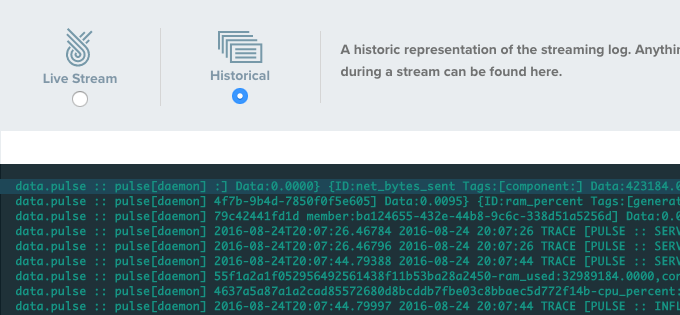 Live Stream
Historical
A historic representation of the streaming log. Anythin
during a stream can be found here.
data.pulse :: pulse[daemon] :] Data:0.0000} {ID:net_bytes_sent Tags:[component:] Data:423184.0
data.pulse :: pulse[daemon] 4f7b-9b4d-7850f0f5e605] Data:0.0095} {ID:ram_percent Tags:[generat
data.pulse :: pulse[daemon] 79c42441fd1d member:ba124655-432e-44b8-9c6c-338d51a5256d] Data:0.0
data.pulse :: pulse[daemon] 2016-08-24T20:07:26.46784 2016-08-24 20:07:26 TRACE [PULSE :: SERV
data.pulse :: pulse[daemon] 2016-08-24T20:07:26.46796 2016-08-24 20:07:26 TRACE [PULSE :: SERV
data.pulse :: pulse[daemon] 2016-08-24T20:07:44.79388 2016-08-24 20:07:44 TRACE [PULSE :: SERV
data.pulse :: pulse[daemon] 55f1a2a1f052956492561438f11b53ba28a2450-ram_used:32989184.0000,con
data.pulse :: pulse[daemon] 4637a5a87a1a2cad85572680d8bcddb7fbe03c8bbaec5d772f14b-cpu_percent:
data.pulse :: pulse[daemon] 2016-08-24T20:07:44.79997 2016-08-24 20:07:44 TRACE [PULSE :: INFL